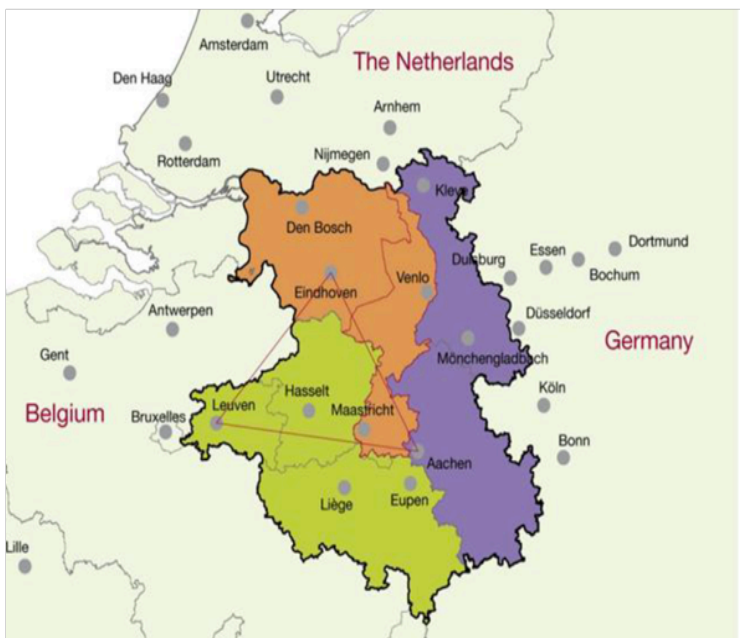 Amsterdam
The Netherlands
Den Haag
Utrecht
Arnhem
Rotterdam
Nijmegen
Kleve
Den Bosch
Dortmund
Essen
Duisburg
Bochum
Venlo
Eindhoven
Antwerpen
Düsseldorf
Germany
Gent
Mönchengladbach
Hasselt
Köln
Leuven
Belgium
Bruxelles
Maastricht
Bonn
Aachen
Liège
Eupen
Lille